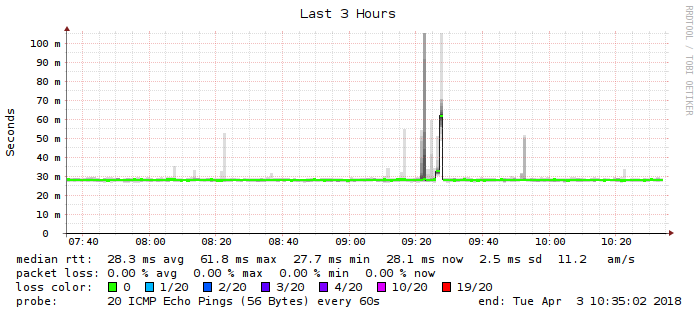 Last 3 Hours
RRDTOOL / TOBI OETIKER
Seconds
100 m
90 m
80 m
70 m
60 m
50 m
40 m
30 m
20 m
10 m
0
07:40 08:00 08:20 08:40 09:00 09:20 09:40 10:00 10:20
median rtt: 28.3 ms avg 61.8 ms max 27.7 ms min 28.1 ms now 2.5 ms sd 11.2 am/s
packet loss: 0.00 % avg 0.00 % max 0.00 % min 0.00 % now
loss color: 0 1/20 2/20 3/20 4/20 10/20 19/20
probe: 20 ICMP Echo Pings (56 Bytes) every 60s end: Tue Apr 3 10:35:02 2018